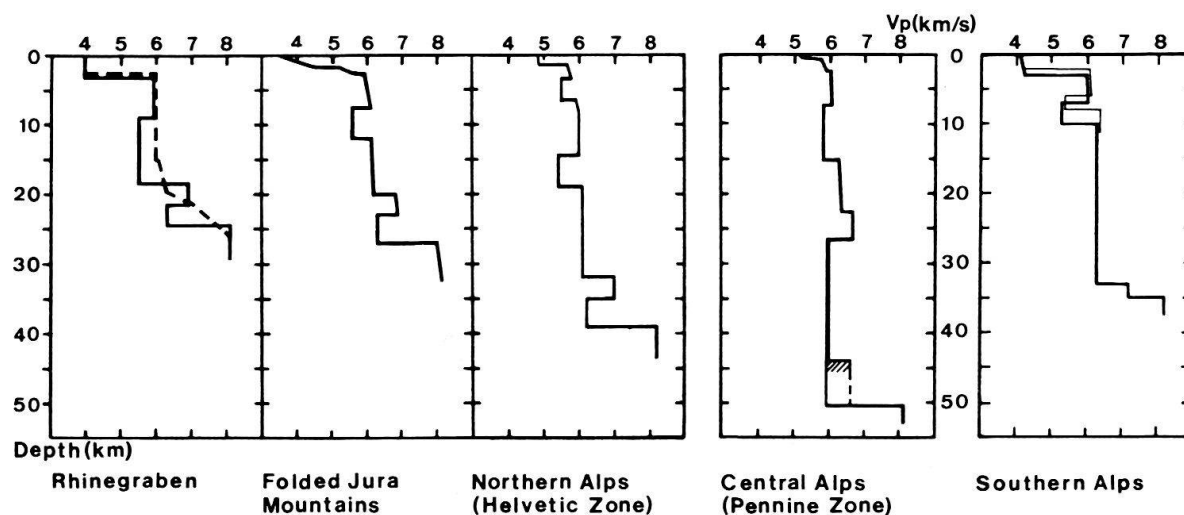 Vp(km/s)
4 5 6 7 8
4 5 6 7 8
4 5 6 7 8
4 5 6 7 8
4 5 6 7 8
0
10
20
30
40
50
0
10
20
30
40
50
Depth(km)
Rhinegraben
Folded Jura
Mountains
Northern Alps
(Helvetic Zone)
Central Alps
(Pennine Zone)
Southern Alps